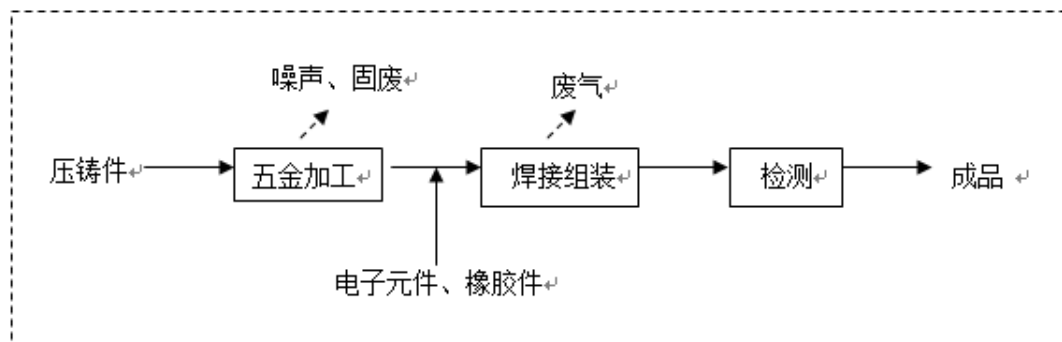 噪声、固废
废气
压铸件
五金加工
焊接组装
检测
成品
电子元件、橡胶件